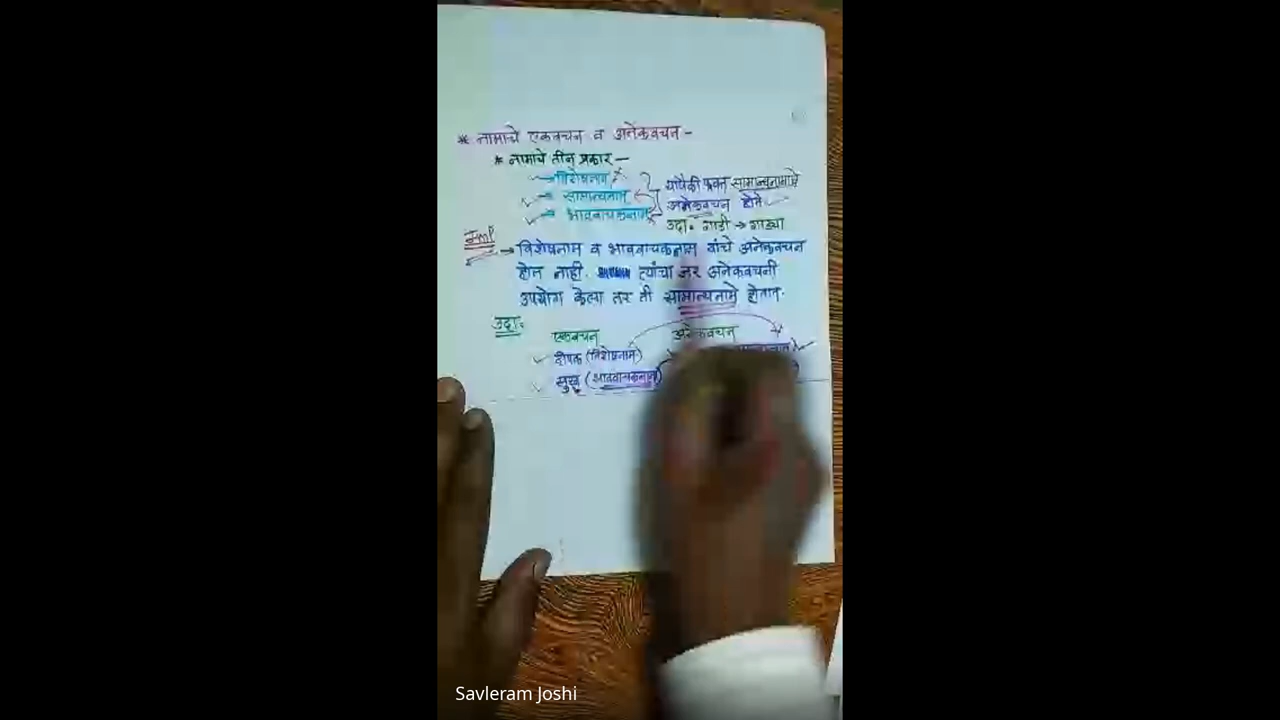 * नामाचे एकवचन व अनेकवचन -
* नामाचे तीन प्रकार -
→ विशेषनाम
→ सामान्यनाम
→ भाववाचकनाम
यांपैकी फक्त सामान्यनामाचे
अनेकवचन होते
उदा. गाडी → गाड्या
Imp → विशेषनाम व भाववाचकनाम यांचे अनेकवचन
होत नाही. त्यांचा जर अनेकवचनी
उपयोग केला तर ती सामान्यनामे होतात.
उदा.
एकवचन अनेकवचन
दीपक (विशेषनाम)
सुख (भाववाचकनाम)
Savleram Joshi